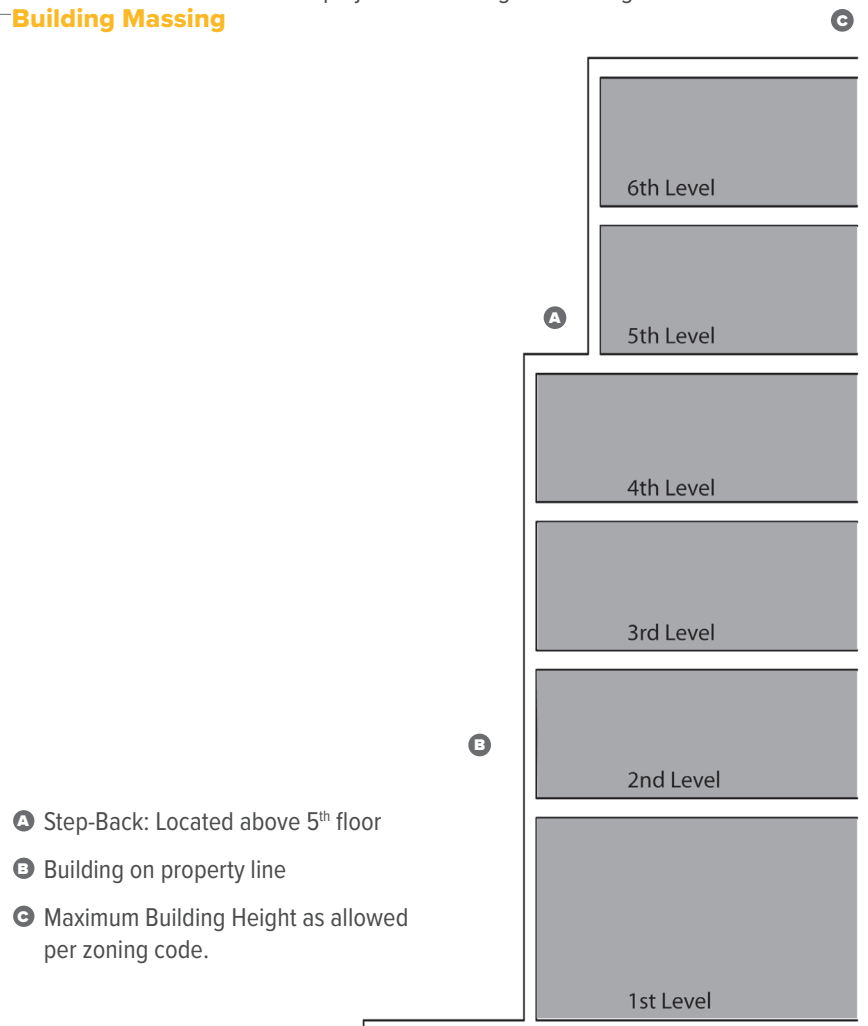 Building Massing
C
6th Level
A
5th Level
4th Level
3rd Level
B
2nd Level
A Step-Back: Located above 5th floor
B Building on property line
C Maximum Building Height as allowed
per zoning code.
1st Level